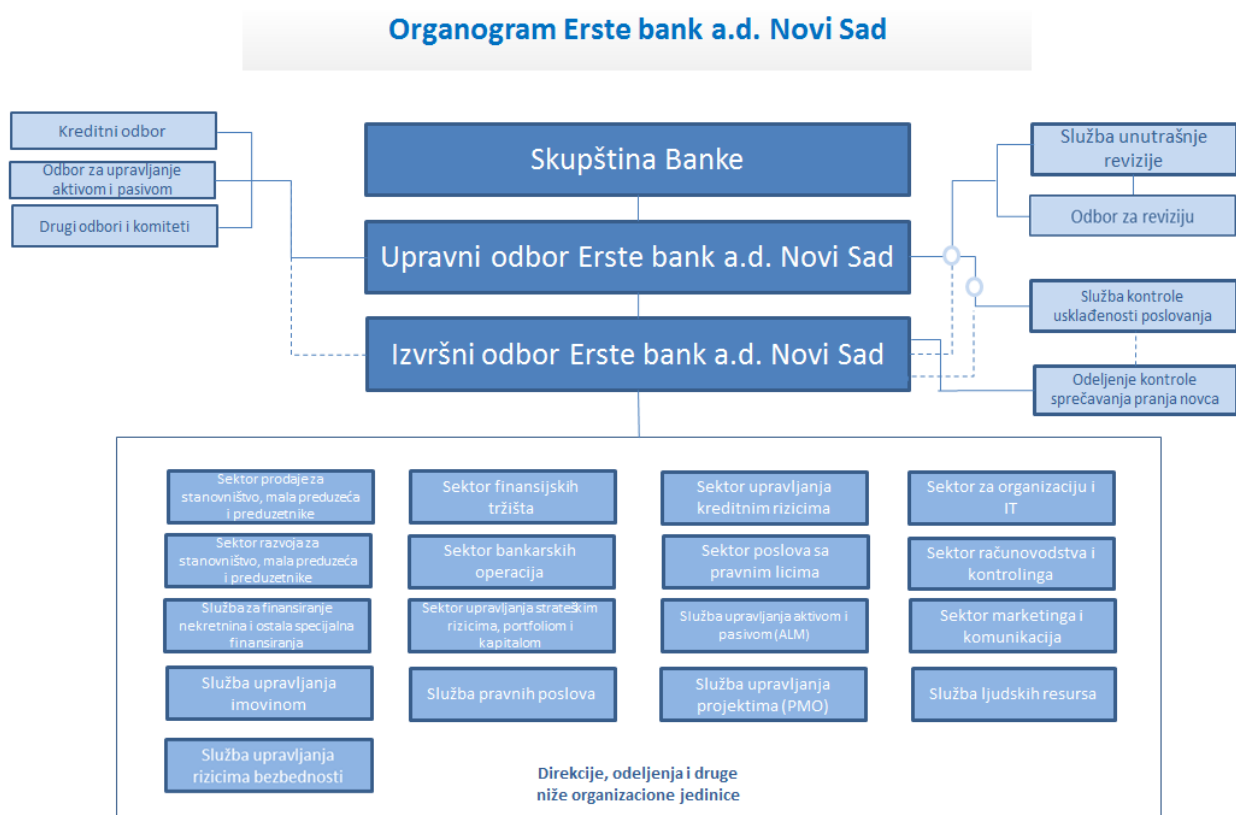 Organogram Erste bank a.d. Novi Sad
Kreditni odbor
Odbor za upravljanje
aktivom i pasivom
Drugi odbori i komiteti
Skupština Banke
Upravni odbor Erste bank a.d. Novi Sad
Izvršni odbor Erste bank a.d. Novi Sad
Služba unutrašnje
revizije
Odbor za reviziju
Služba kontrole
usklađenosti poslovanja
Odeljenje kontrole
sprečavanja pranja novca
Sektor prodaje za
stanovništvo, mala preduzeća
i preduzetnike
Sektor finansijskih
tržišta
Sektor upravljanja
kreditnim rizicima
Sektor za organizaciju i
IT
Sektor razvoja za
stanovništvo, mala preduzeća
i preduzetnike
Sektor bankarskih
operacija
Sektor poslova sa
pravnim licima
Sektor računovodstva i
kontrolinga
Služba za finansiranje
nekretnina i ostala specijalna
finansiranja
Sektor upravljanja strateškim
rizicima, portfoliom i
kapitalom
Služba upravljanja aktivom i
pasivom (ALM)
Sektor marketinga i
komunikacija
Služba upravljanja
imovinom
Služba pravnih poslova
Služba upravljanja
projektima (PMO)
Služba ljudskih resursa
Služba upravljanja
rizicima bezbednosti
Direkcije, odeljenja i druge
niže organizacione jedinice